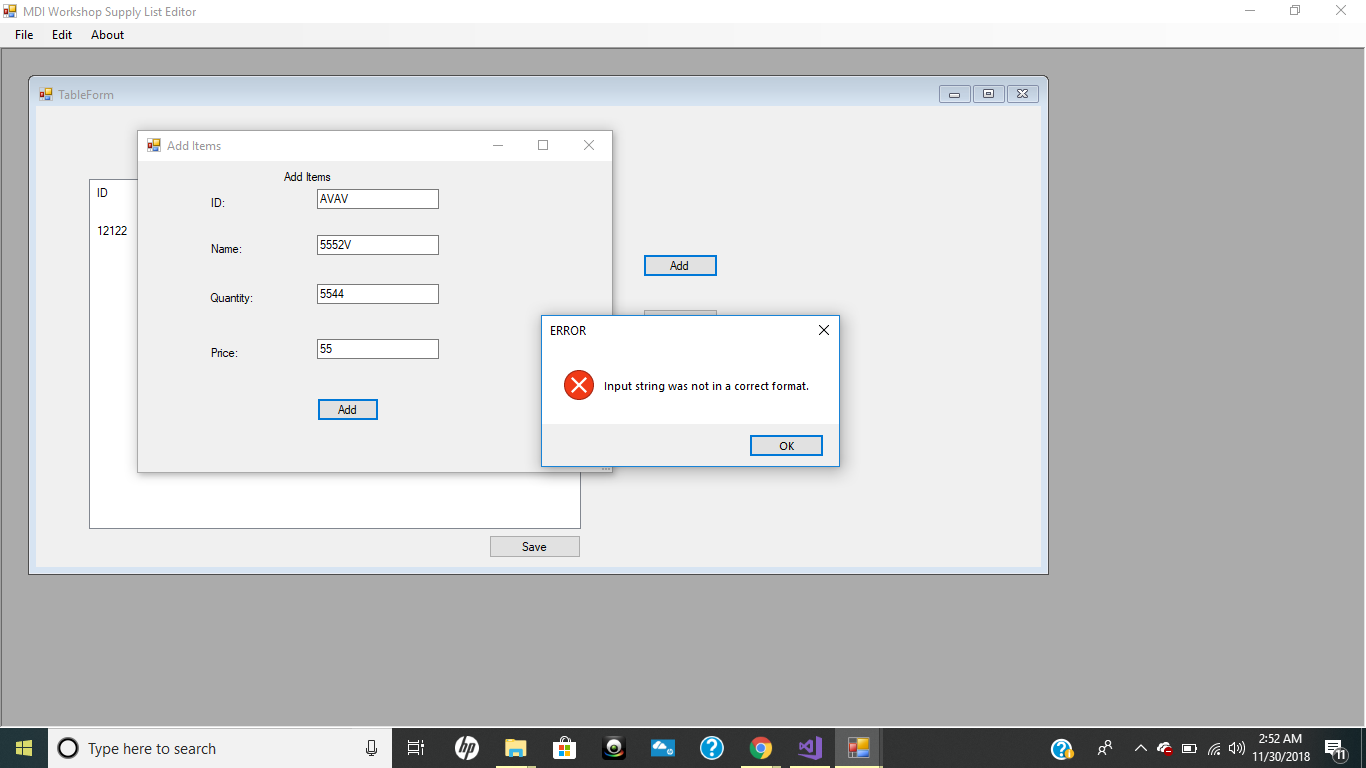 MDI Workshop Supply List Editor
File Edit About
TableForm
Add Items
Add Items
ID
12122
ID: AVAV
Name: 5552V
Quantity: 5544
Price: 55
Add
Add
ERROR
Input string was not in a correct format.
OK
Save
Type here to search
hp
2:52 AM
11/30/2018
11